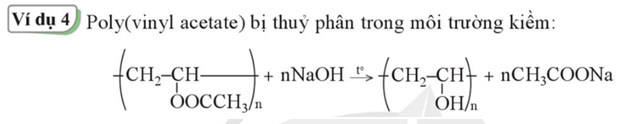 Ví dụ 4 Poly(vinyl acetate) bị thuỷ phân trong môi trường kiềm:
(CH₂–CH)n + nNaOH t° → (CH₂–CH)n + nCH₃COONa
OOCCH₃ OH